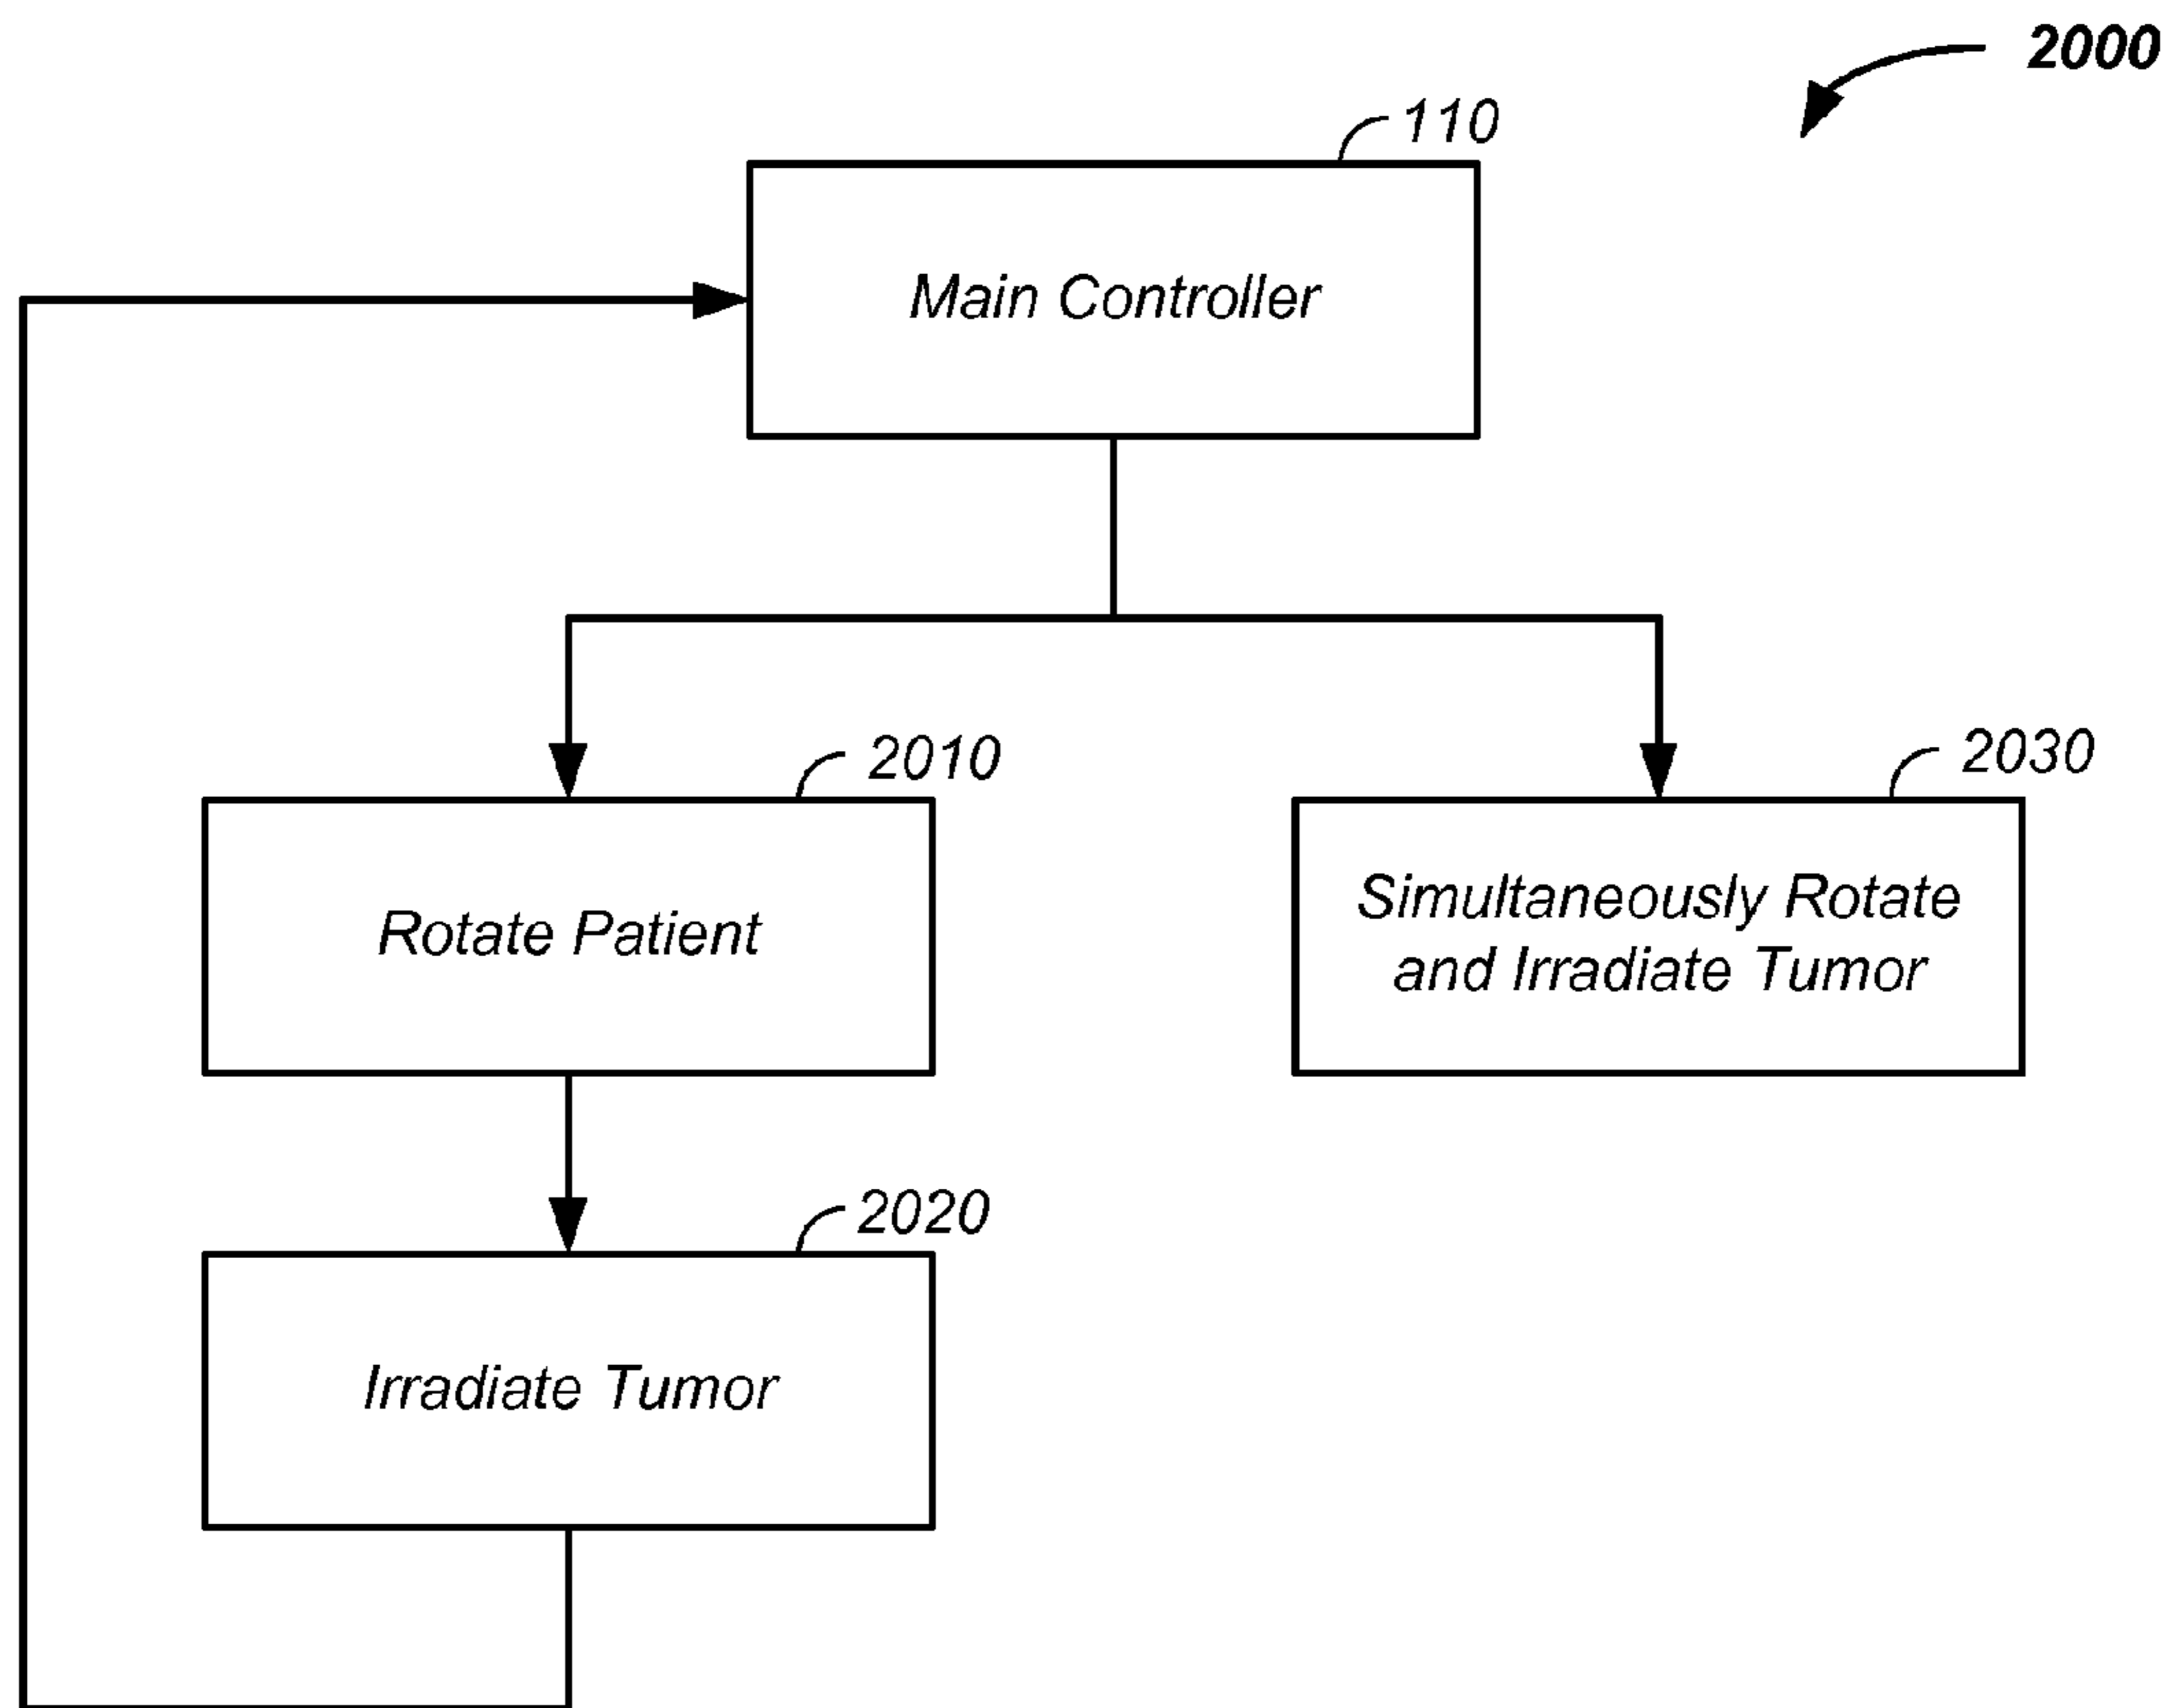 2000
110
Main Controller
2010
2030
Rotate Patient
Simultaneously Rotate
and Irradiate Tumor
2020
Irradiate Tumor